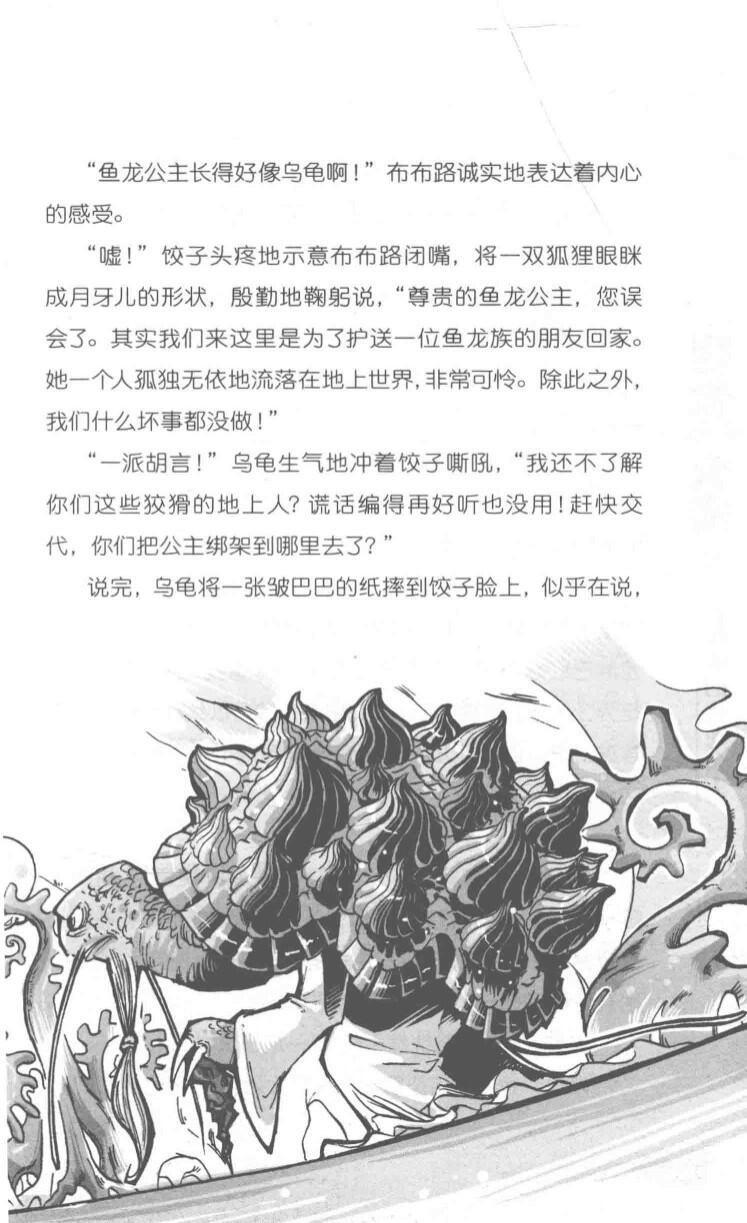 “鱼龙公主长得好像乌龟啊！”布布路诚实地表达着内心
的感受。
“嘘！”饺子头疼地示意布布路闭嘴，将一双狐狸眼眯
成月牙儿的形状，殷勤地鞠躬说，“尊贵的鱼龙公主，您误
会了。其实我们来这里是为了护送一位鱼龙族的朋友回家。
她一个人孤独无依地流落在地上世界，非常可怜。除此之外，
我们什么坏事都没做！”
“一派胡言！”乌龟生气地冲着饺子嘶吼，“我还不了解
你们这些狡猾的地上人？谎话编得再好听也没用！赶快交
代，你们把公主绑架到哪里去了？”
说完，乌龟将一张皱巴巴的纸摔到饺子脸上，似乎在说，